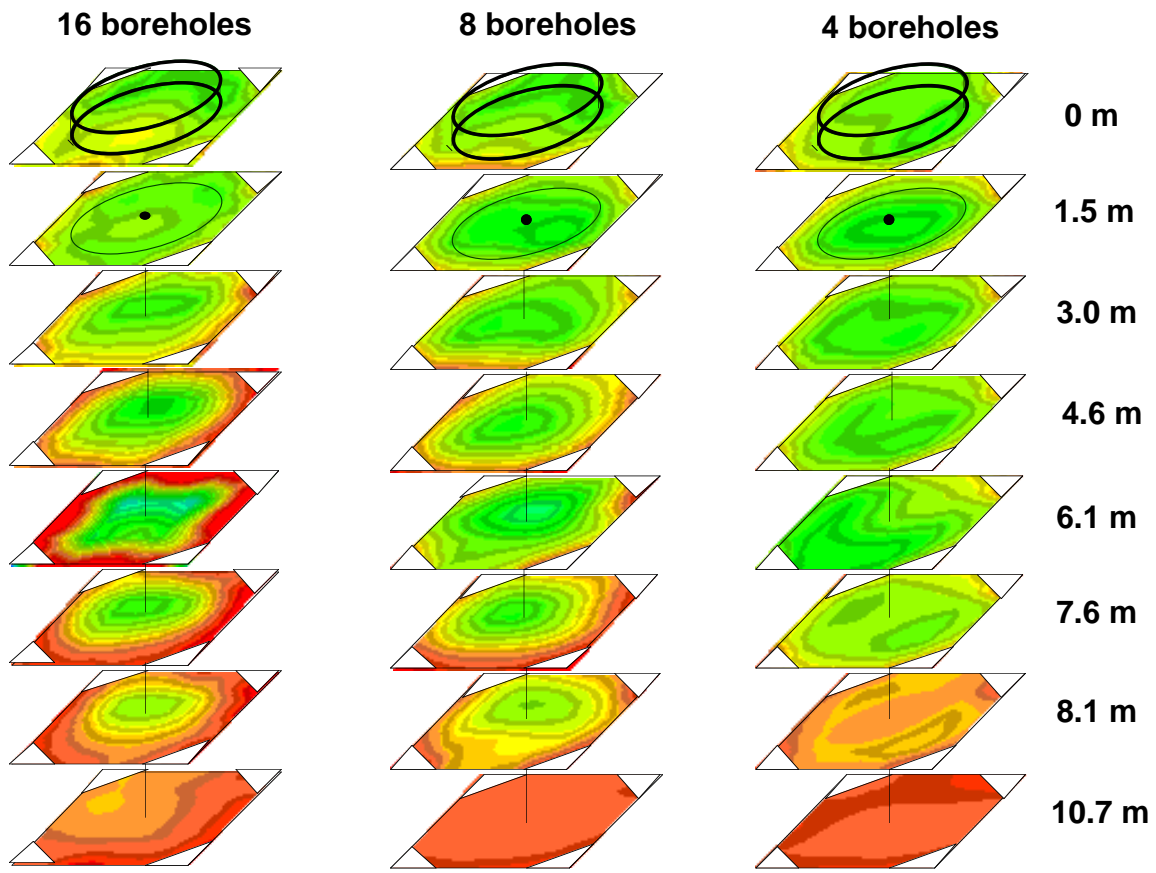 16 boreholes
8 boreholes
4 boreholes
0 m
1.5 m
3.0 m
4.6 m
6.1 m
7.6 m
8.1 m
10.7 m